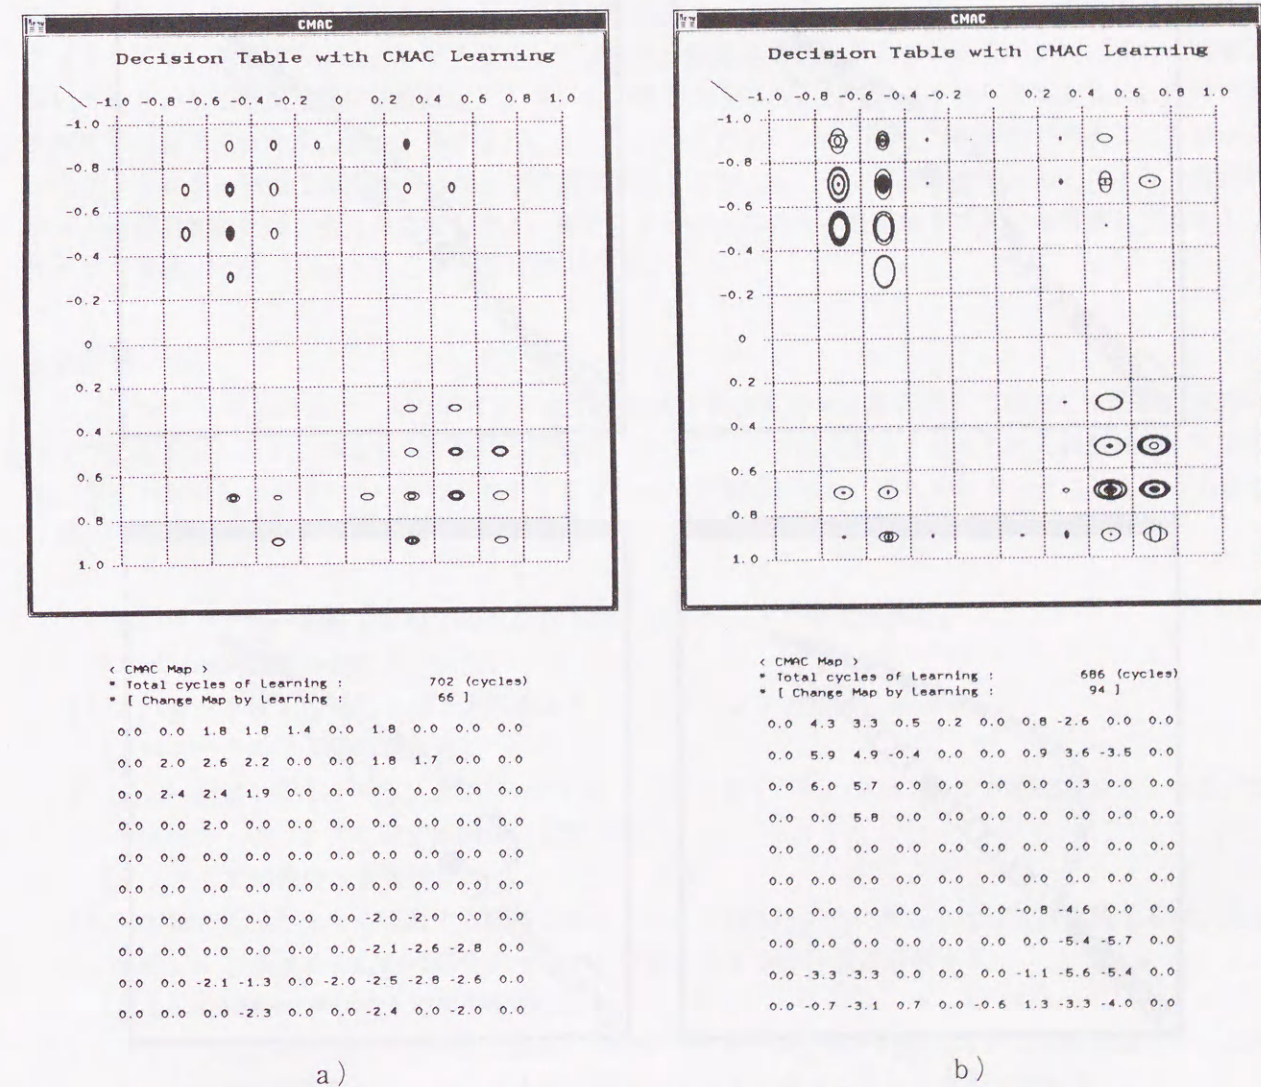 CMAC
Decision Table with CMAC Learning
-1.0 -0.8 -0.6 -0.4 -0.2 0 0.2 0.4 0.6 0.8 1.0
-1.0
-0.8
-0.6
-0.4
-0.2
0
0.2
0.4
0.6
0.8
1.0
< CMAC Map >
* Total cycles of Learning : 702 (cycles)
* [ Change Map by Learning : 66 ]
0.0 0.0 1.8 1.8 1.4 0.0 1.8 0.0 0.0 0.0
0.0 2.0 2.6 2.2 0.0 0.0 1.8 1.7 0.0 0.0
0.0 2.4 2.4 1.9 0.0 0.0 0.0 0.0 0.0 0.0
0.0 0.0 2.0 0.0 0.0 0.0 0.0 0.0 0.0 0.0
0.0 0.0 0.0 0.0 0.0 0.0 0.0 0.0 0.0 0.0
0.0 0.0 0.0 0.0 0.0 0.0 0.0 0.0 0.0 0.0
0.0 0.0 0.0 0.0 0.0 0.0 -2.0 -2.0 0.0 0.0
0.0 0.0 0.0 0.0 0.0 0.0 -2.1 -2.6 -2.8 0.0
0.0 0.0 -2.1 -1.3 0.0 -2.0 -2.5 -2.8 -2.6 0.0
0.0 0.0 0.0 -2.3 0.0 0.0 -2.4 0.0 -2.0 0.0
a)
CMAC
Decision Table with CMAC Learning
-1.0 -0.8 -0.6 -0.4 -0.2 0 0.2 0.4 0.6 0.8 1.0
-1.0
-0.8
-0.6
-0.4
-0.2
0
0.2
0.4
0.6
0.8
1.0
< CMAC Map >
* Total cycles of Learning : 686 (cycles)
* [ Change Map by Learning : 94 ]
0.0 4.3 3.3 0.5 0.2 0.0 0.8 -2.6 0.0 0.0
0.0 5.9 4.9 -0.4 0.0 0.0 0.9 3.6 -3.5 0.0
0.0 6.0 5.7 0.0 0.0 0.0 0.0 0.3 0.0 0.0
0.0 0.0 5.8 0.0 0.0 0.0 0.0 0.0 0.0 0.0
0.0 0.0 0.0 0.0 0.0 0.0 0.0 0.0 0.0 0.0
0.0 0.0 0.0 0.0 0.0 0.0 0.0 0.0 0.0 0.0
0.0 0.0 0.0 0.0 0.0 0.0 -0.8 -4.6 0.0 0.0
0.0 0.0 0.0 0.0 0.0 0.0 0.0 -5.4 -5.7 0.0
0.0 -3.3 -3.3 0.0 0.0 0.0 -1.1 -5.6 -5.4 0.0
0.0 -0.7 -3.1 0.7 0.0 -0.6 1.3 -3.3 -4.0 0.0
b)